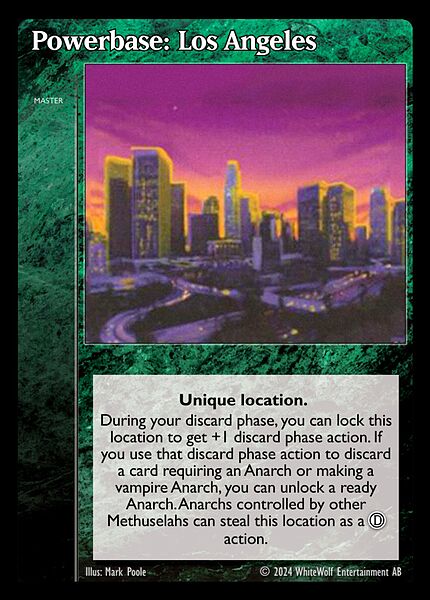 Powerbase: Los Angeles
MASTER
Unique location.
During your discard phase, you can lock this
location to get +1 discard phase action. If
you use that discard phase action to discard
a card requiring an Anarch or making a
vampire Anarch, you can unlock a ready
Anarch. Anarchs controlled by other
Methuselahs can steal this location as a Ⓓ
action.
Illus: Mark Poole
© 2024 WhiteWolf Entertainment AB